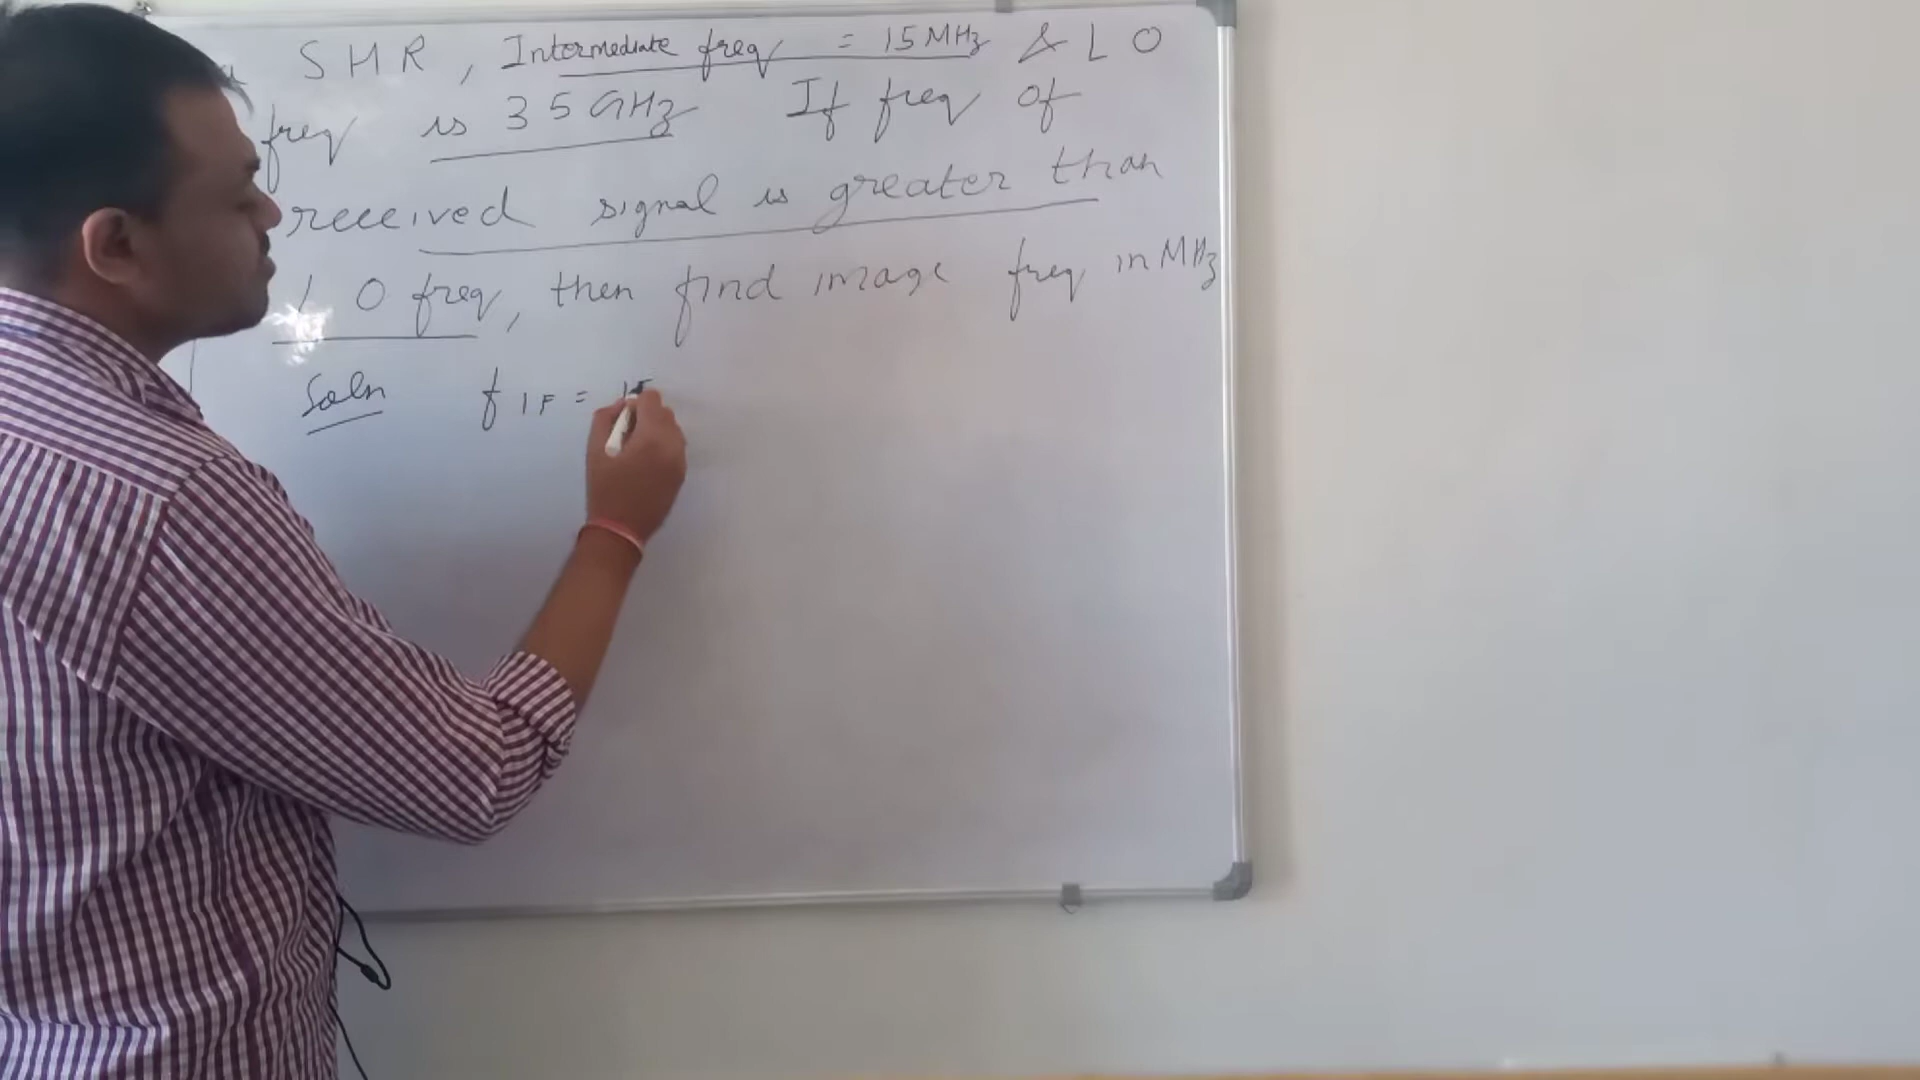 SHR, Intermediate freq = 15 MHz & LO
freq is 35 GHz If freq of
received signal is greater than
LO freq, then find image freq in MHz
Soln f IF = 15